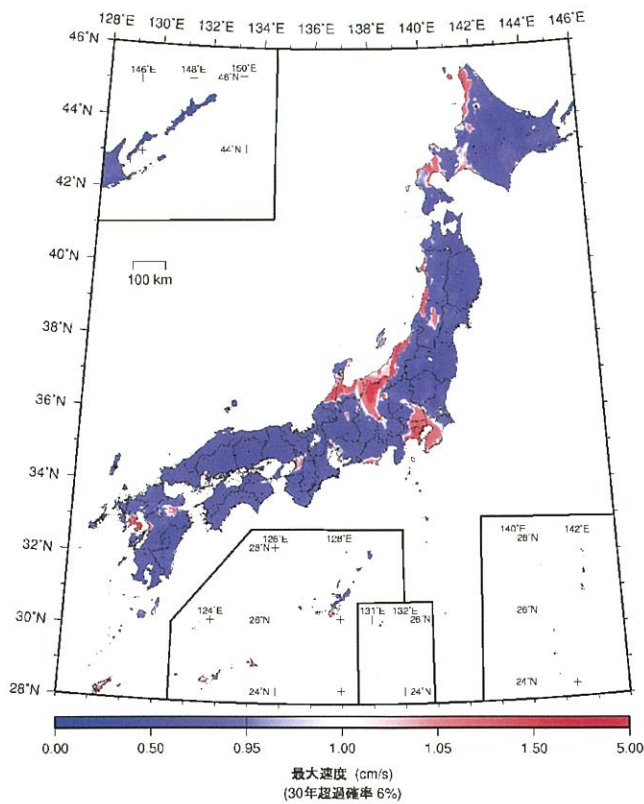 128°E 130°E 132°E 134°E 136°E 138°E 140°E 142°E 144°E 146°E
46°N
44°N
42°N
40°N
38°N
36°N
34°N
32°N
30°N
28°N
146°E 148°E 150°E
46°N
44°N
100 km
126°E 128°E
28°N
124°E
26°N
24°N
131°E 132°E
26°N
24°N
140°E 142°E
28°N
26°N
24°N
0.00 0.50 0.95 1.00 1.05 1.50 5.00
最大速度 (cm/s)
(30年超過確率 6%)